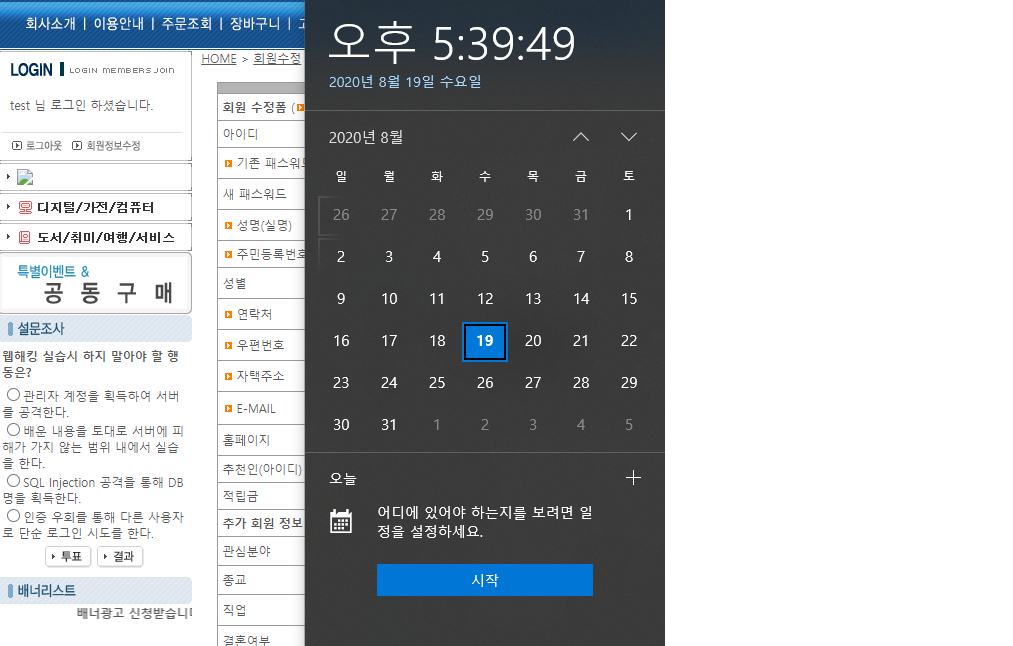 회사소개 | 이용안내 | 주문조회 | 장바구니 |
LOGIN LOGIN MEMBERS JOIN
test 님 로그인 하셨습니다.
로그아웃 회원정보수정
디지털/가전/컴퓨터
도서/취미/여행/서비스
특별이벤트 &
공동구매
설문조사
웹해킹 실습시 하지 말아야 할 행
동은?
관리자 계정을 획득하여 서버
를 공격한다.
배운 내용을 토대로 서버에 피
해가 가지 않는 범위 내에서 실습
을 한다.
SQL Injection 공격을 통해 DB
명을 획득한다.
인증 우회를 통해 다른 사용자
로 단순 로그인 시도를 한다.
투표 결과
배너리스트
배너광고 신청받습니
HOME > 회원수정
회원 수정폼 (
아이디
기존 패스워드
새 패스워드
성명(실명)
주민등록번호
성별
연락처
우편번호
자택주소
E-MAIL
홈페이지
추천인(아이디)
적립금
추가 회원 정보
관심분야
종교
직업
결혼여부
오후 5:39:49
2020년 8월 19일 수요일
2020년 8월
일 월 화 수 목 금 토
26 27 28 29 30 31 1
2 3 4 5 6 7 8
9 10 11 12 13 14 15
16 17 18 19 20 21 22
23 24 25 26 27 28 29
30 31 1 2 3 4 5
오늘
어디에 있어야 하는지를 보려면 일
정을 설정하세요.
시작